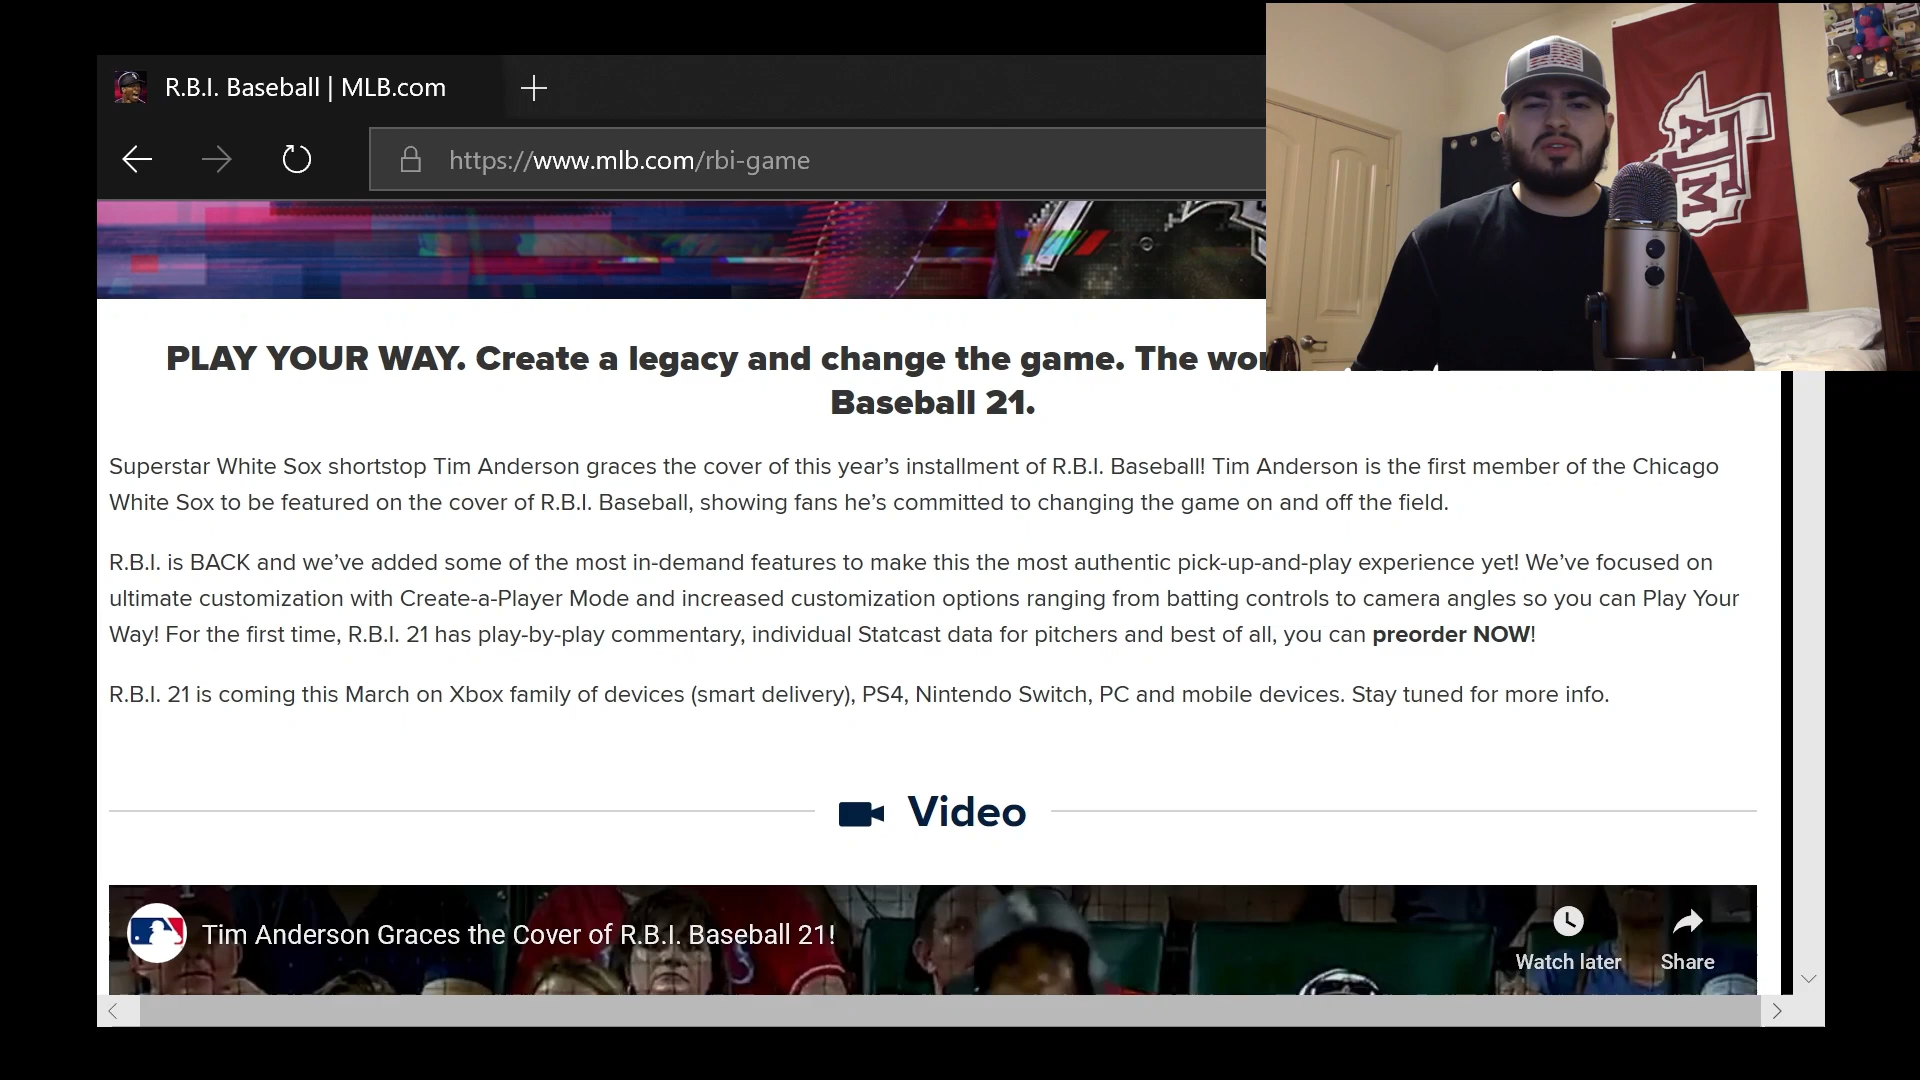 R.B.I. Baseball | MLB.com
https://www.mlb.com/rbi-game
PLAY YOUR WAY. Create a legacy and change the game. The
Baseball 21.
Superstar White Sox shortstop Tim Anderson graces the cover of this year’s installment of R.B.I. Baseball! Tim Anderson is the first member of the Chicago
White Sox to be featured on the cover of R.B.I. Baseball, showing fans he’s committed to changing the game on and off the field.
R.B.I. is BACK and we’ve added some of the most in-demand features to make this the most authentic pick-up-and-play experience yet! We’ve focused on
ultimate customization with Create-a-Player Mode and increased customization options ranging from batting controls to camera angles so you can Play Your
Way! For the first time, R.B.I. 21 has play-by-play commentary, individual Statcast data for pitchers and best of all, you can preorder NOW!
R.B.I. 21 is coming this March on Xbox family of devices (smart delivery), PS4, Nintendo Switch, PC and mobile devices. Stay tuned for more info.
Video
Tim Anderson Graces the Cover of R.B.I. Baseball 21!
Watch later
Share
ATM